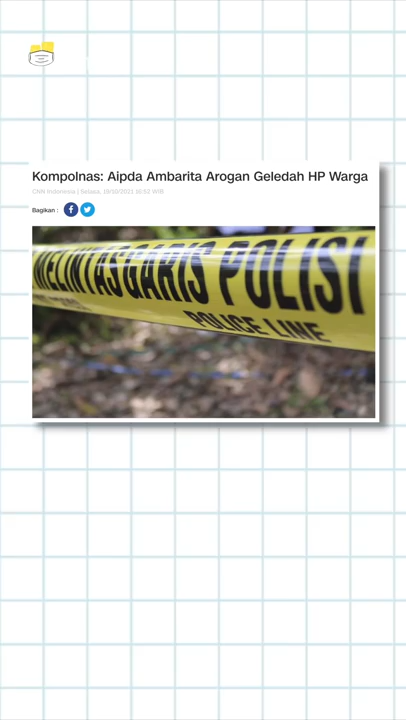 Kompolnas: Aipda Ambarita Arogan Geledah HP Warga
CNN Indonesia | Selasa, 19/10/2021 10:52 WIB
Bagikan :
MELINTAS GARIS POLISI
POLICE LINE